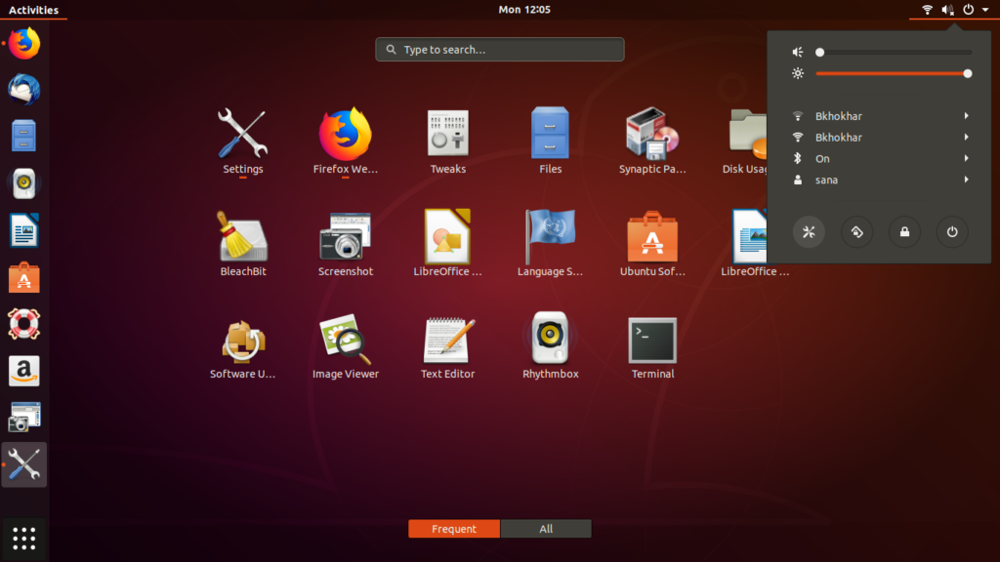 Activities
Mon 12:05
Type to search...
Settings
Firefox We...
Tweaks
Files
Synaptic Pa...
Disk Usag
BleachBit
Screenshot
LibreOffice ...
Language S...
Ubuntu Sof...
LibreOffice ...
Software U...
Image Viewer
Text Editor
Rhythmbox
Terminal
Frequent
All
Bkhokhar
Bkhokhar
On
sana